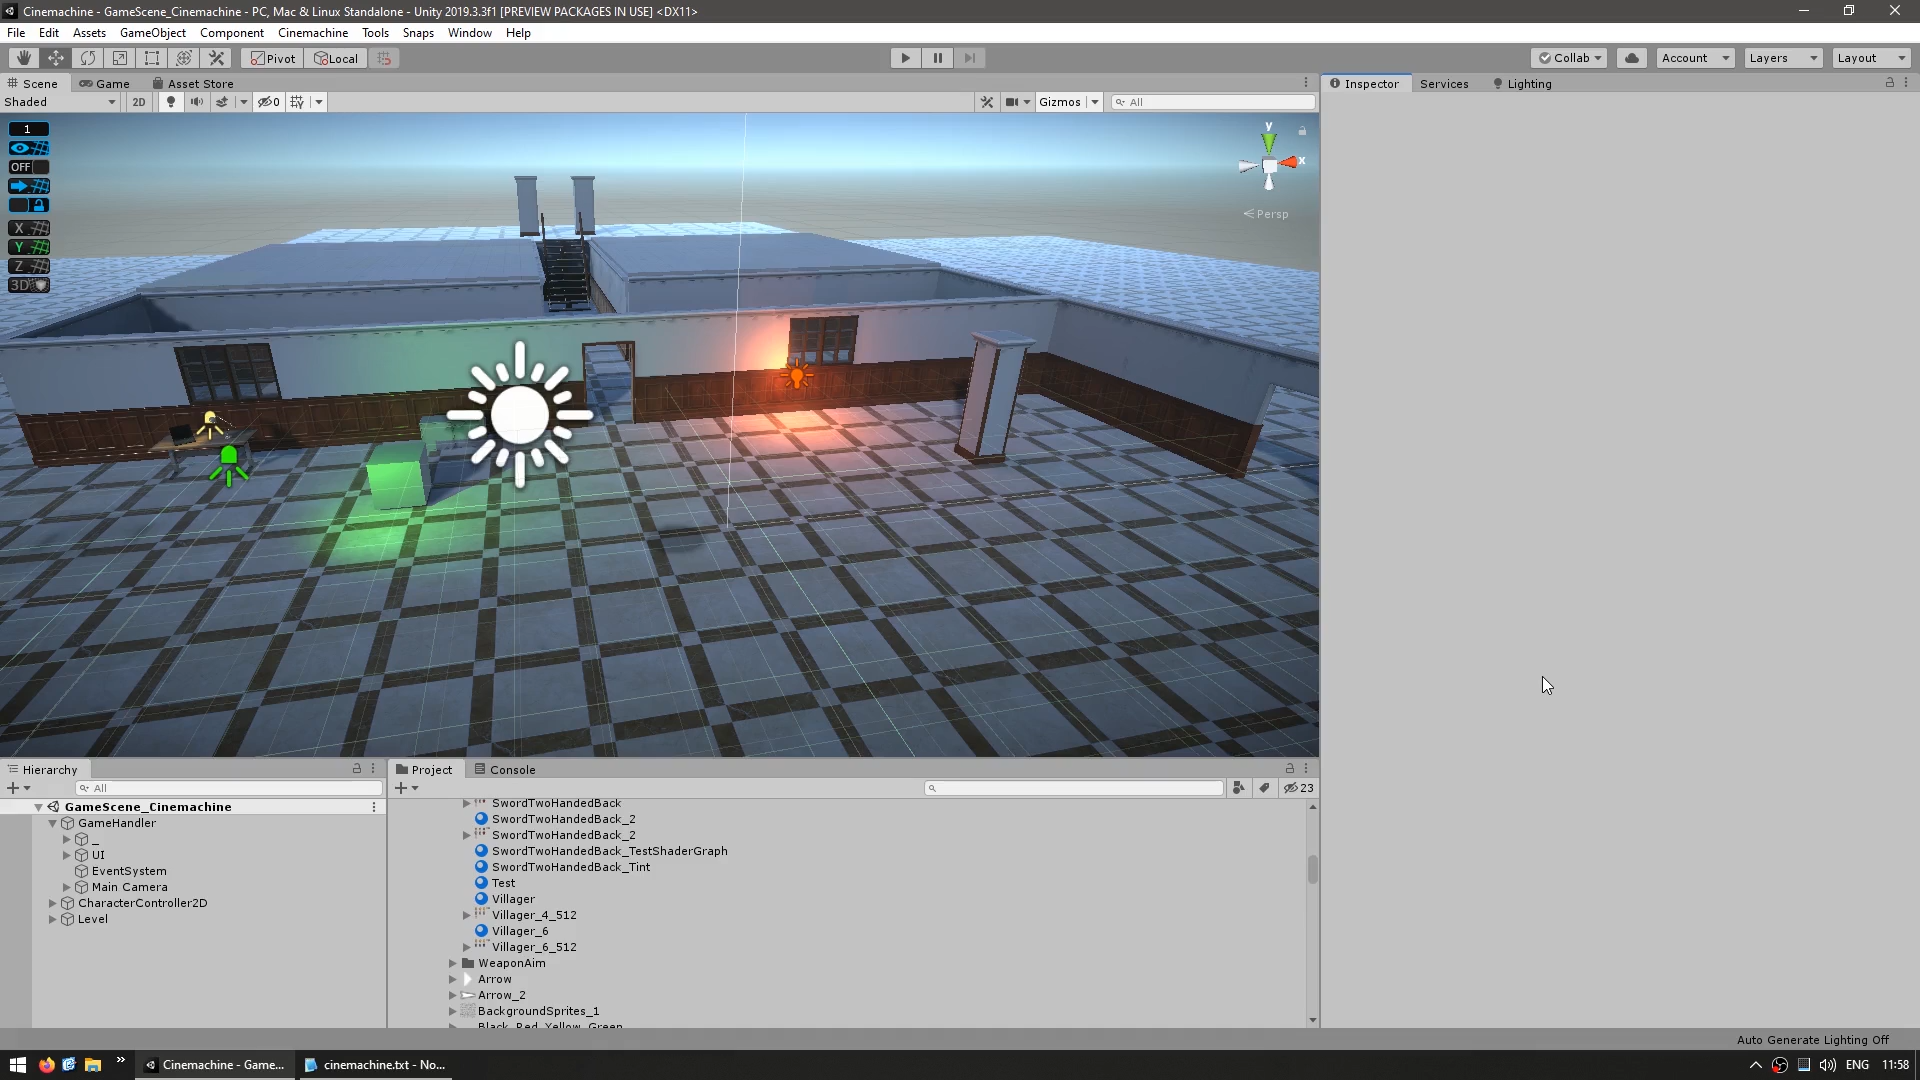 Cinemachine - GameScene_Cinemachine - PC, Mac & Linux Standalone - Unity 2019.3.3f1 [PREVIEW PACKAGES IN USE] <DX11>
File Edit Assets GameObject Component Cinemachine Tools Snaps Window Help
Pivot Local Collab Account Layers Layout
Scene Game Asset Store Inspector Services Lighting
Shaded 2D 0 Gizmos All
1
OFF
X
Y
Z
3D
y
x
Persp
Hierarchy
All
GameScene_Cinemachine
GameHandler
_
UI
EventSystem
Main Camera
CharacterController2D
Level
Project Console
23
SwordTwoHandedBack
SwordTwoHandedBack_2
SwordTwoHandedBack_2
SwordTwoHandedBack_TestShaderGraph
SwordTwoHandedBack_Tint
Test
Villager
Villager_4_512
Villager_6
Villager_6_512
WeaponAim
Arrow
Arrow_2
BackgroundSprites_1
Black_Red_Yellow_Green
Auto Generate Lighting Off
Cinemachine - Game... cinemachine.txt - No... ENG 11:58